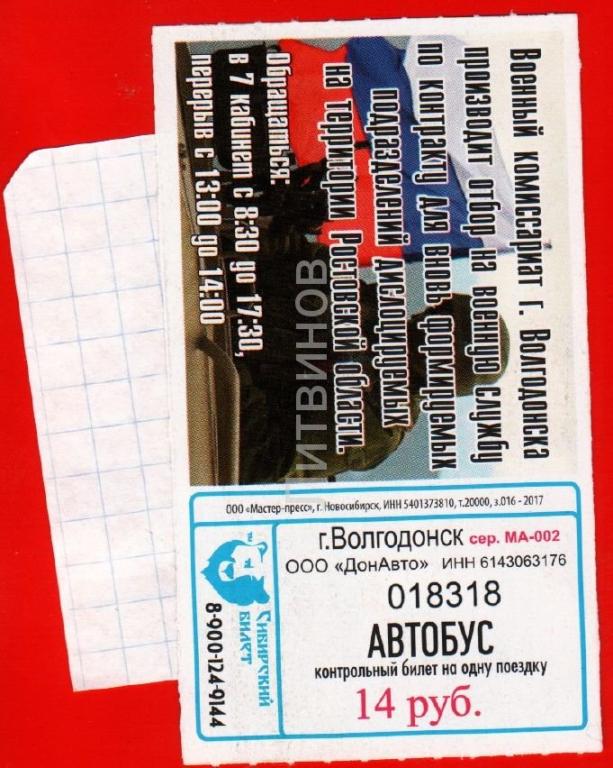 Военный комиссариат г. Волгодонска
производит отбор на военную службу
по контракту для вновь формируемых
подразделений дислоцируемых
на територии Ростовской области.
Обращаться:
в 7 кабинет с 8:30 до 17:30,
перерыв с 13:00 до 14:00
ЛИТВИНОВ
ООО «Мастер-пресс», г. Новосибирск, ИНН 5401373810, т.20000, з.016 - 2017
г.Волгодонск сер. МА-002
ООО «ДонАвто» ИНН 6143063176
018318
АВТОБУС
контрольный билет на одну поездку
14 руб.
Сибирский
билет
8-900-124-9144